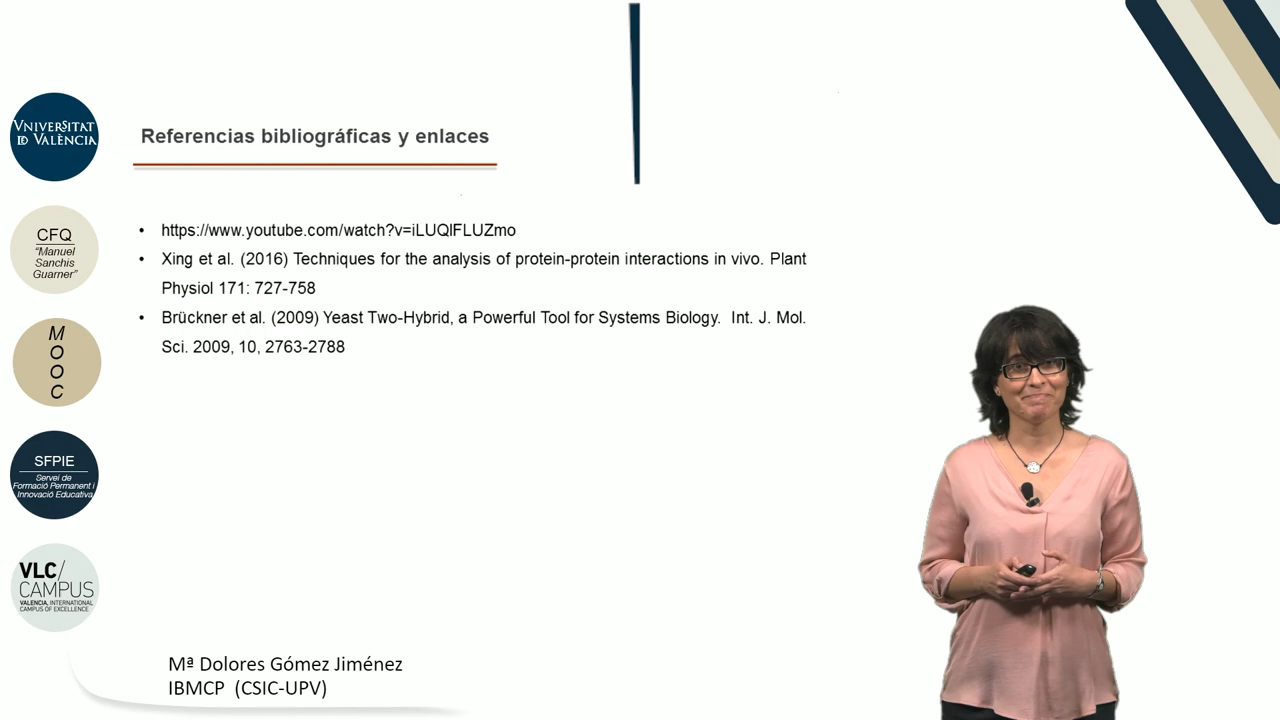 Referencias bibliográficas y enlaces
• https://www.youtube.com/watch?v=iLUQlFLUZmo
• Xing et al. (2016) Techniques for the analysis of protein-protein interactions in vivo. Plant
Physiol 171: 727-758
• Brückner et al. (2009) Yeast Two-Hybrid, a Powerful Tool for Systems Biology. Int. J. Mol.
Sci. 2009, 10, 2763-2788
VNIVERSITAT
ID VALÈNCIA
CFQ
“Manuel
Sanchis
Guarner”
M
O
O
C
SFPIE
Servei de
Formació Permanent i
Innovació Educativa
VLC/
CAMPUS
VALENCIA, INTERNATIONAL
CAMPUS OF EXCELLENCE
Mª Dolores Gómez Jiménez
IBMCP (CSIC-UPV)